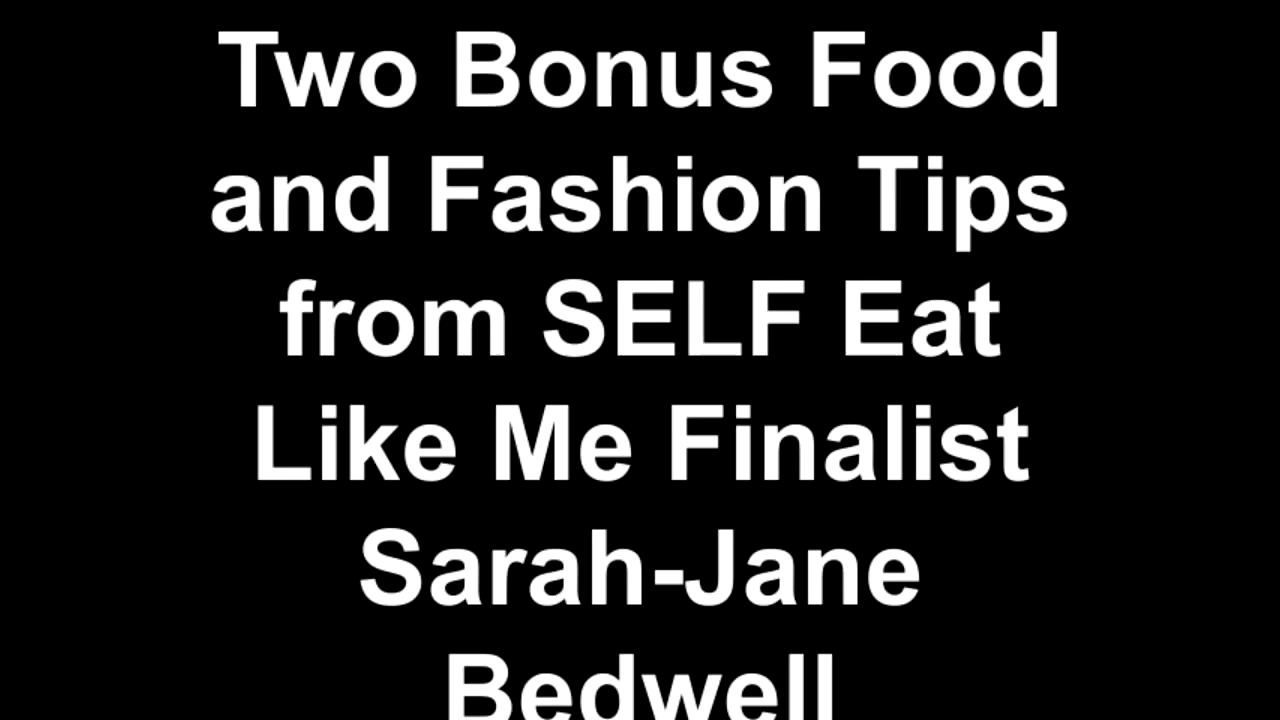 Two Bonus Food
and Fashion Tips
from SELF Eat
Like Me Finalist
Sarah-Jane
Bedwell